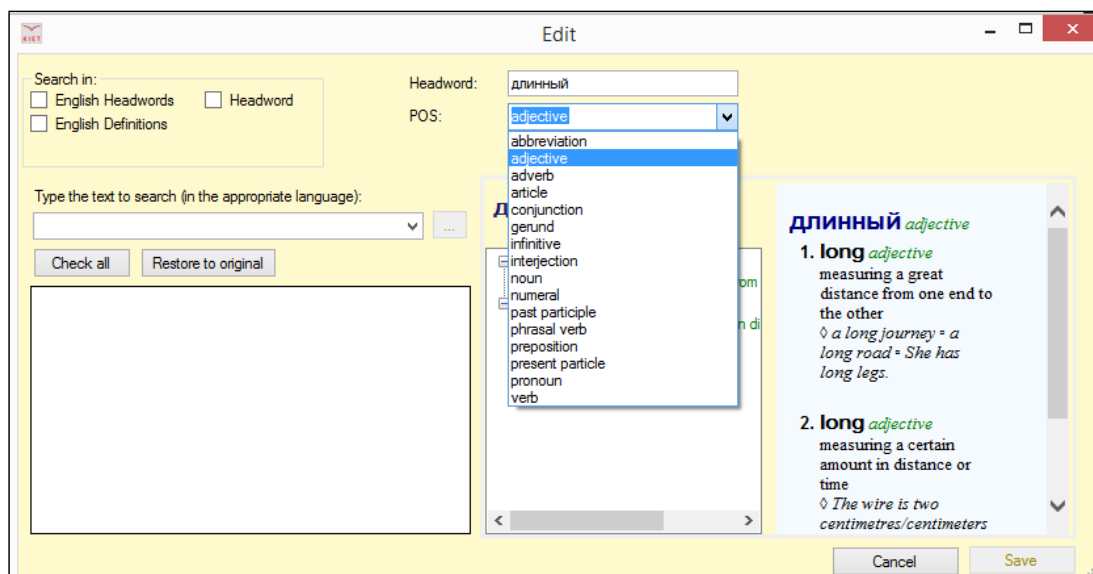 Edit
Search in:
English Headwords
Headword
English Definitions
Headword:
длинный
POS:
adjective
abbreviation
adjective
adverb
article
conjunction
gerund
infinitive
interjection
noun
numeral
past participle
phrasal verb
preposition
present particle
pronoun
verb
Type the text to search (in the appropriate language):
...
Check all
Restore to original
длинный adjective
1. long adjective
measuring a great
distance from one end to
the other
◊ a long journey ▫ a
long road ▫ She has
long legs.
2. long adjective
measuring a certain
amount in distance or
time
◊ The wire is two
centimetres/centimeters
Cancel
Save